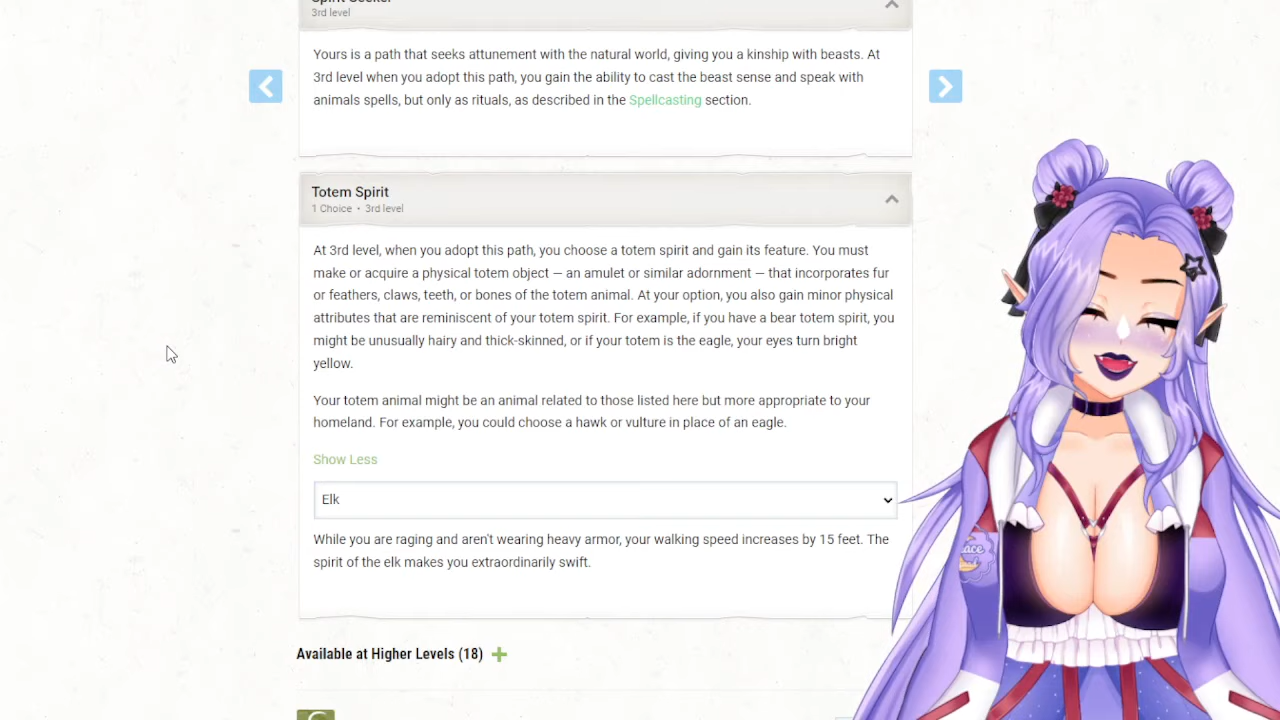 Spirit Seeker
3rd level
Yours is a path that seeks attunement with the natural world, giving you a kinship with beasts. At
3rd level when you adopt this path, you gain the ability to cast the beast sense and speak with
animals spells, but only as rituals, as described in the Spellcasting section.
Totem Spirit
1 Choice • 3rd level
At 3rd level, when you adopt this path, you choose a totem spirit and gain its feature. You must
make or acquire a physical totem object — an amulet or similar adornment — that incorporates fur
or feathers, claws, teeth, or bones of the totem animal. At your option, you also gain minor physical
attributes that are reminiscent of your totem spirit. For example, if you have a bear totem spirit, you
might be unusually hairy and thick-skinned, or if your totem is the eagle, your eyes turn bright
yellow.
Your totem animal might be an animal related to those listed here but more appropriate to your
homeland. For example, you could choose a hawk or vulture in place of an eagle.
Show Less
Elk
While you are raging and aren't wearing heavy armor, your walking speed increases by 15 feet. The
spirit of the elk makes you extraordinarily swift.
Available at Higher Levels (18)